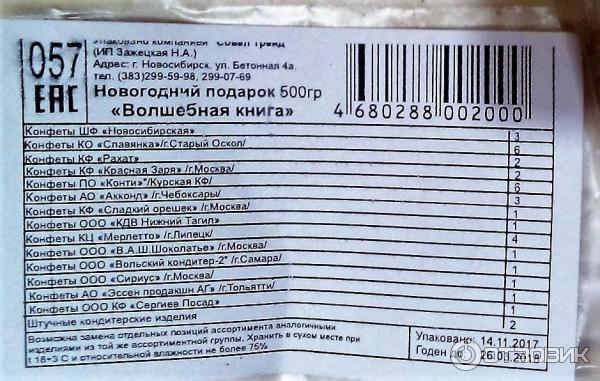 057
ЕАС
Упаковано компанией "Совел Трейд"
(ИП Зажецкая Н.А.)
Адрес: г. Новосибирск, ул. Бетонная 4а,
тел. (383)299-59-98, 299-07-69
Новогодний подарок 500гр
«Волшебная книга»
4 680288 002000
Конфеты ШФ «Новосибирская» 3
Конфеты КО «Славянка»/г.Старый Оскол/ 6
Конфеты КФ «Рахат» 2
Конфеты КФ «Красная Заря» /г.Москва/ 2
Конфеты ПО «Конти»"/Курская КФ/ 6
Конфеты АО «Акконд» /г.Чебоксары/ 3
Конфеты КФ «Сладкий орешек» /г.Москва/ 1
Конфеты ООО «КДВ Нижний Тагил» 1
Конфеты КЦ «Мерлетто» /г.Липецк/ 4
Конфеты ООО «В.А.Ш.Шоколатье» /г.Москва/ 1
Конфеты ООО «Вольский кондитер-2" /г.Самара/ 1
Конфеты ООО «Сириус» /г.Москва/ 1
Конфеты АО «Эссен продакшн АГ» /г.Тольятти/ 1
Конфеты ООО КФ «Сергиев Посад» 1
Штучные кондитерские изделия 2
Возможна замена отдельных позиций ассортимента аналогичными
изделиями из той же ассортиментной группы. Хранить в сухом месте при
t 18+3 С и относительной влажности не более 75%
Упаковано: 14.11.2017
Годен до: 26.03.2018
ОТЗОВИК